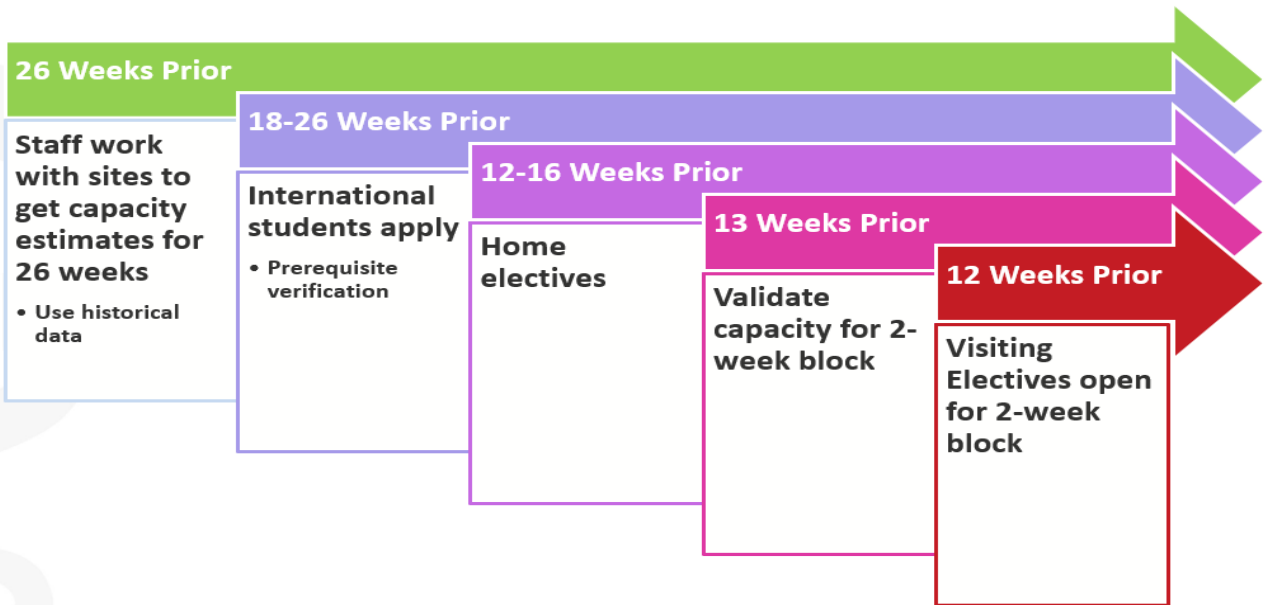 26 Weeks Prior
Staff work
with sites to
get capacity
estimates for
26 weeks
• Use historical
data
18-26 Weeks Prior
International
students apply
• Prerequisite
verification
12-16 Weeks Prior
Home
electives
13 Weeks Prior
Validate
capacity for 2-
week block
12 Weeks Prior
Visiting
Electives open
for 2-week
block